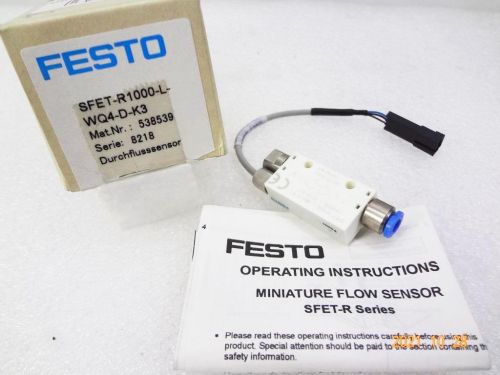 FESTO
SFET-R1000-L-
WQ4-D-K3
Mat.Nr.: 538539
Serie: 8218
Durchflusssensor
4
FESTO
OPERATING INSTRUCTIONS
MINIATURE FLOW SENSOR
SFET-R Series
• Please read these operating instructions carefully before using this
product. Special attention should be paid to the section containing the
safety information.